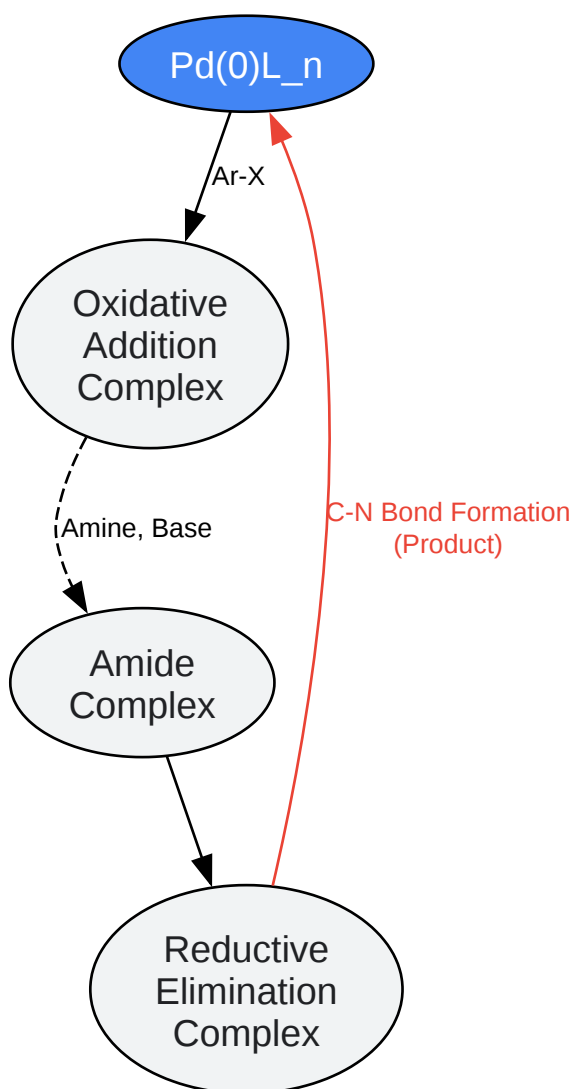 Pd(0)L_n
Ar-X
Oxidative
Addition
Complex
C-N Bond Formation
(Product)
Amine, Base
Amide
Complex
Reductive
Elimination
Complex